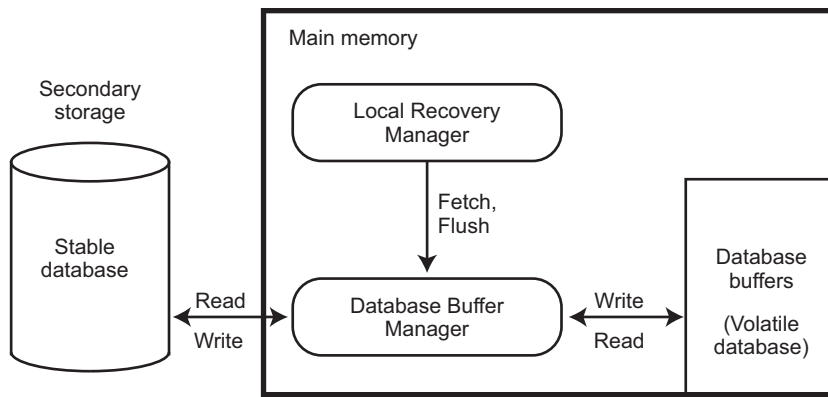 Main memory
Secondary
storage
Local Recovery
Manager
Fetch,
Flush
Stable
database
Database
buffers
(Volatile
database)
Read
Write
Database Buffer
Manager
Write
Read